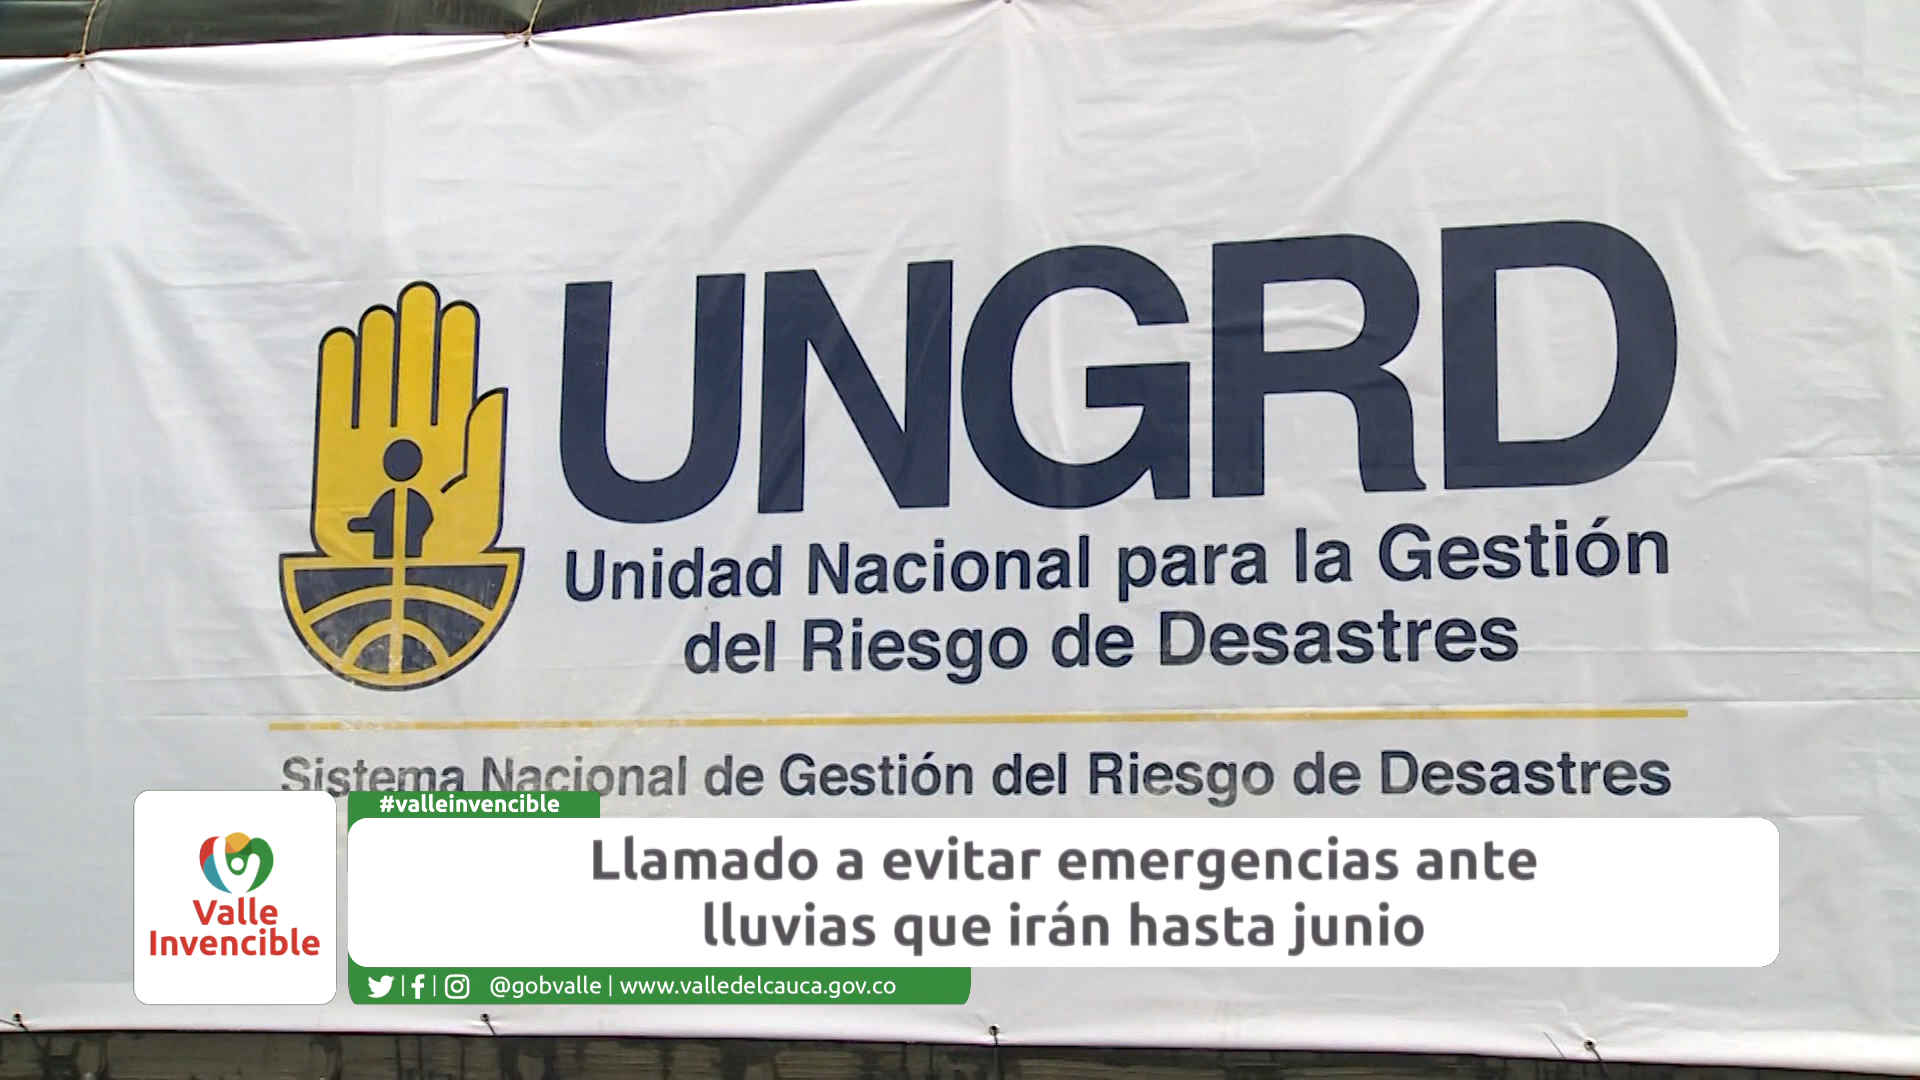 UNGRD
Unidad Nacional para la Gestión
del Riesgo de Desastres
Sistema Nacional de Gestión del Riesgo de Desastres
#valleinvencible
Llamado a evitar emergencias ante
lluvias que irán hasta junio
Valle
Invencible
@gobvalle | www.valledelcauca.gov.co